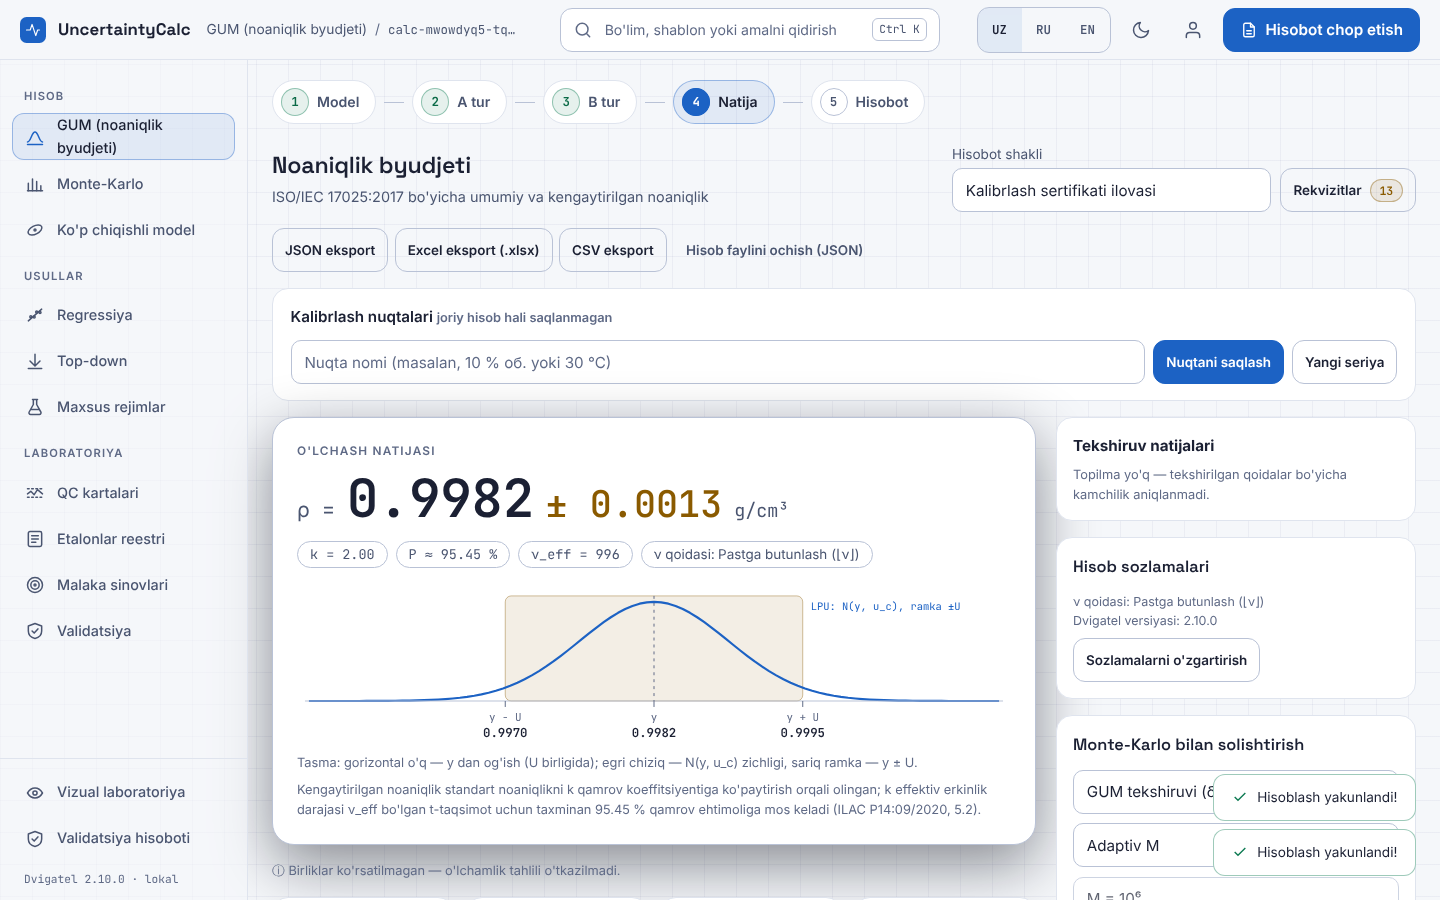 UncertaintyCalc
GUM (noaniqlik byudjeti) / calc-mwowdyq5-tq…
Bo'lim, shablon yoki amalni qidirish
Ctrl K
UZ
RU
EN
Hisobot chop etish
HISOB
GUM (noaniqlik
byudjeti)
Monte-Karlo
Ko'p chiqishli model
USULLAR
Regressiya
Top-down
Maxsus rejimlar
LABORATORIYA
QC kartalari
Etalonlar reestri
Malaka sinovlari
Validatsiya
Vizual laboratoriya
Validatsiya hisoboti
Dvigatel 2.10.0 · lokal
1 Model
2 A tur
3 B tur
4 Natija
5 Hisobot
Noaniqlik byudjeti
ISO/IEC 17025:2017 bo'yicha umumiy va kengaytirilgan noaniqlik
Hisobot shakli
Kalibrlash sertifikati ilovasi
Rekvizitlar 13
JSON eksport
Excel eksport (.xlsx)
CSV eksport
Hisob faylini ochish (JSON)
Kalibrlash nuqtalari joriy hisob hali saqlanmagan
Nuqta nomi (masalan, 10 % об. yoki 30 °C)
Nuqtani saqlash
Yangi seriya
O'LCHASH NATIJASI
ρ = 0.9982 ± 0.0013 g/cm³
k = 2.00
P ≈ 95.45 %
ν_eff = 996
ν qoidasi: Pastga butunlash (⌊ν⌋)
LPU: N(y, u_c), ramka ±U
y - U
y
y + U
0.9970
0.9982
0.9995
Tasma: gorizontal o'q — y dan og'ish (U birligida); egri chiziq — N(y, u_c) zichligi, sariq ramka — y ± U.
Kengaytirilgan noaniqlik standart noaniqlikni k qamrov koeffitsiyentiga ko'paytirish orqali olingan; k effektiv erkinlik
darajasi ν_eff bo'lgan t-taqsimot uchun taxminan 95.45 % qamrov ehtimoliga mos keladi (ILAC P14:09/2020, 5.2).
ⓘ Birliklar ko'rsatilmagan — o'lchamlik tahlili o'tkazilmadi.
Tekshiruv natijalari
Topilma yo'q — tekshirilgan qoidalar bo'yicha
kamchilik aniqlanmadi.
Hisob sozlamalari
ν qoidasi: Pastga butunlash (⌊ν⌋)
Dvigatel versiyasi: 2.10.0
Sozlamalarni o'zgartirish
Monte-Karlo bilan solishtirish
GUM tekshiruvi (δ
Hisoblash yakunlandi!
Adaptiv M
Hisoblash yakunlandi!
M = 10⁶